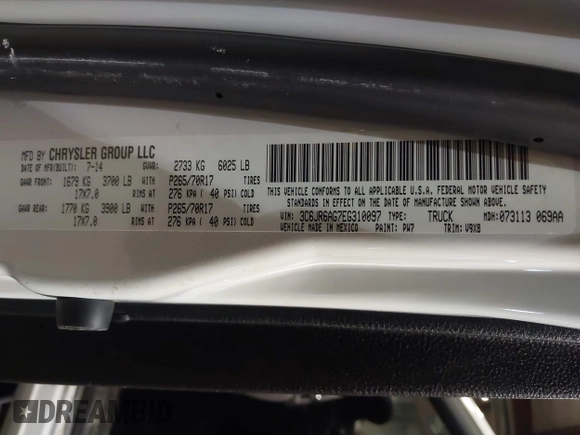 MFD BY CHRYSLER GROUP LLC
DATE OF MFR(BUILT): 7-14 GVWR: 2733 KG 6025 LB
GAWR FRONT: 1679 KG 3700 LB WITH P265/70R17 TIRES
17X7.0 RIMS AT 276 KPA ( 40 PSI) COLD
GAWR REAR: 1770 KG 3900 LB WITH P265/70R17 TIRES
17X7.0 RIMS AT 276 KPA ( 40 PSI) COLD
THIS VEHICLE CONFORMS TO ALL APPLICABLE U.S.A. FEDERAL MOTOR VEHICLE SAFETY
STANDARDS IN EFFECT ON THE DATE OF MANUFACTURE SHOWN ABOVE
VIN: 3C6JR6AG7EG310097 TYPE: TRUCK MDH: 073113 069AA
VEHICLE MADE IN MEXICO PAINT: PW7 TRIM: V9X8
DREAMBID